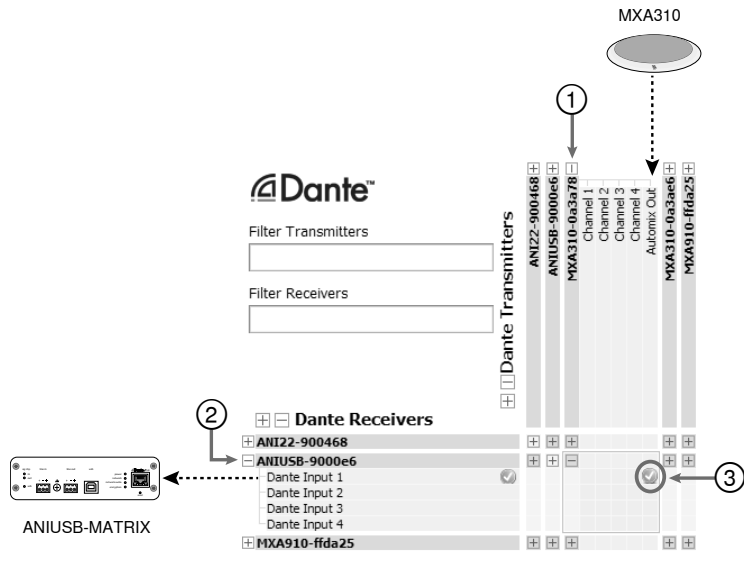 MXA310
1
Dante™
Filter Transmitters
Filter Receivers
Dante Transmitters
ANI22-900468
ANIUSB-9000e6
MXA310-0a3a78
Channel 1
Channel 2
Channel 3
Channel 4
Automix Out
MXA310-0a3ae6
MXA910-ffda25
2
Dante Receivers
ANI22-900468
ANIUSB-9000e6
Dante Input 1
Dante Input 2
Dante Input 3
Dante Input 4
MXA910-ffda25
3
ANIUSB-MATRIX